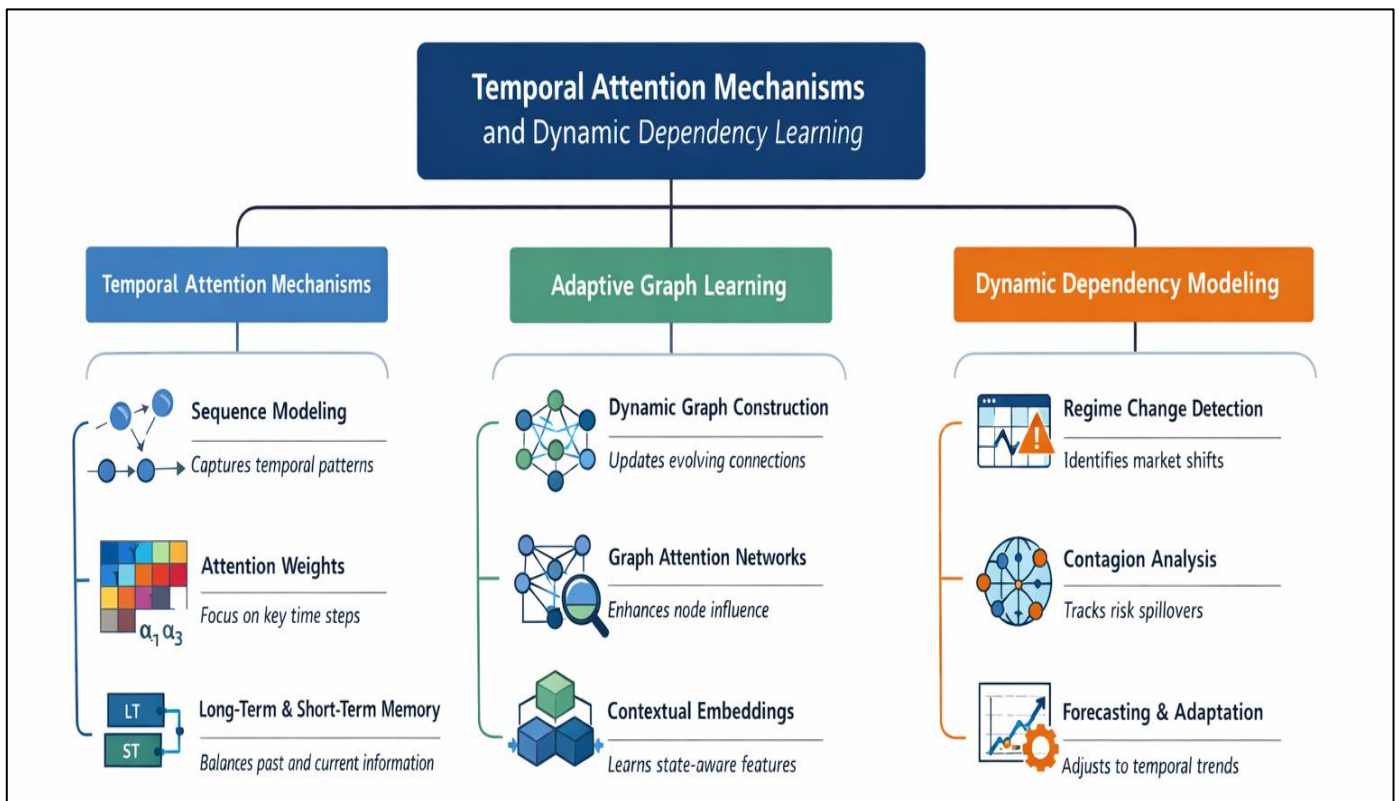 Temporal Attention Mechanisms
and Dynamic Dependency Learning
Temporal Attention Mechanisms
Sequence Modeling
Captures temporal patterns
Attention Weights
Focus on key time steps
α1 α3
LT
ST
Long-Term & Short-Term Memory
Balances past and current information
Adaptive Graph Learning
Dynamic Graph Construction
Updates evolving connections
Graph Attention Networks
Enhances node influence
Contextual Embeddings
Learns state-aware features
Dynamic Dependency Modeling
Regime Change Detection
Identifies market shifts
Contagion Analysis
Tracks risk spillovers
Forecasting & Adaptation
Adjusts to temporal trends